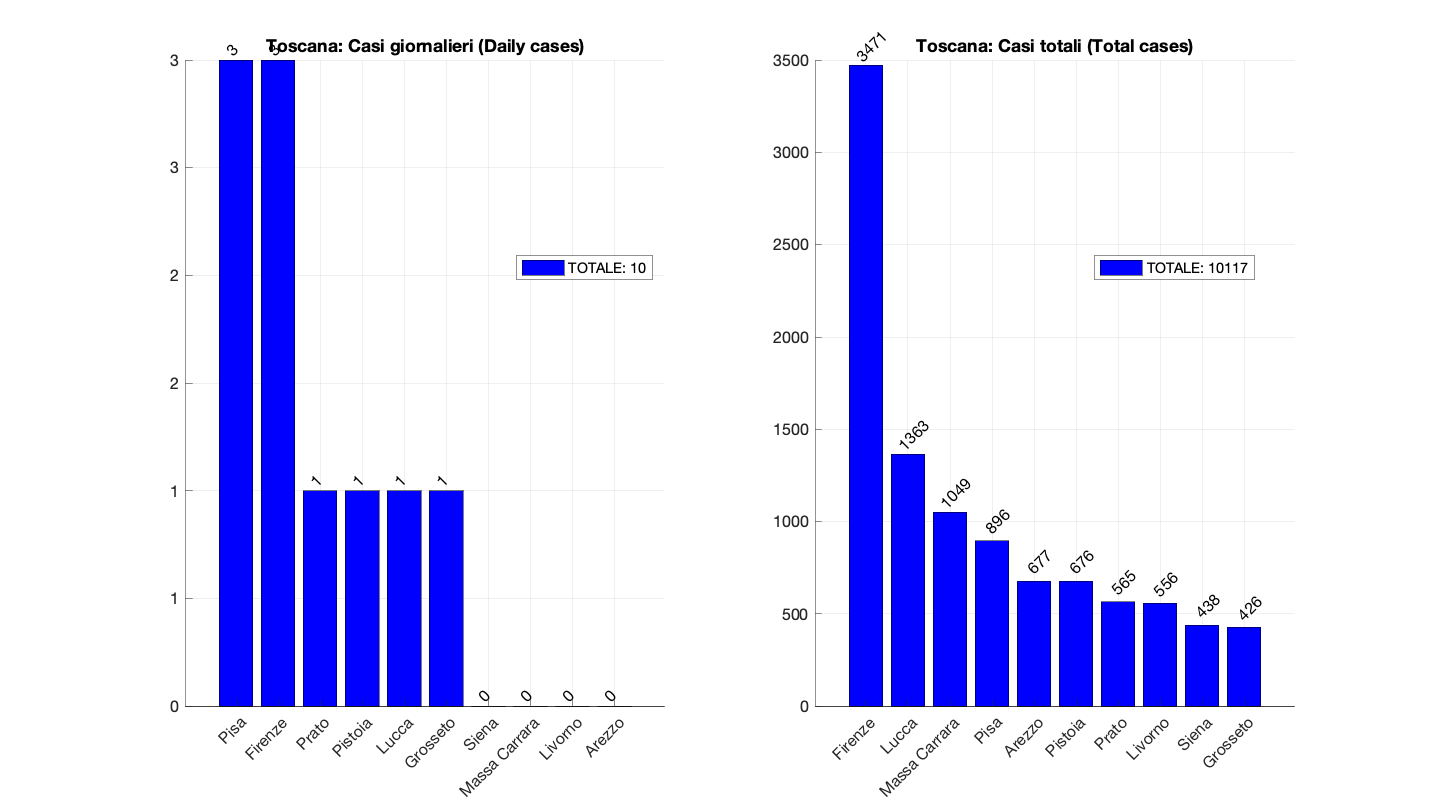 Toscana: Casi giornalieri (Daily cases)
3
3
3
3
2
2
1
1
0
1
1
1
1
0
0
0
0
TOTALE: 10
Pisa
Firenze
Prato
Pistoia
Lucca
Grosseto
Siena
Massa Carrara
Livorno
Arezzo
Toscana: Casi totali (Total cases)
3500
3000
2500
2000
1500
1000
500
0
3471
1363
1049
896
677
676
565
556
438
426
TOTALE: 10117
Firenze
Lucca
Massa Carrara
Pisa
Arezzo
Pistoia
Prato
Livorno
Siena
Grosseto